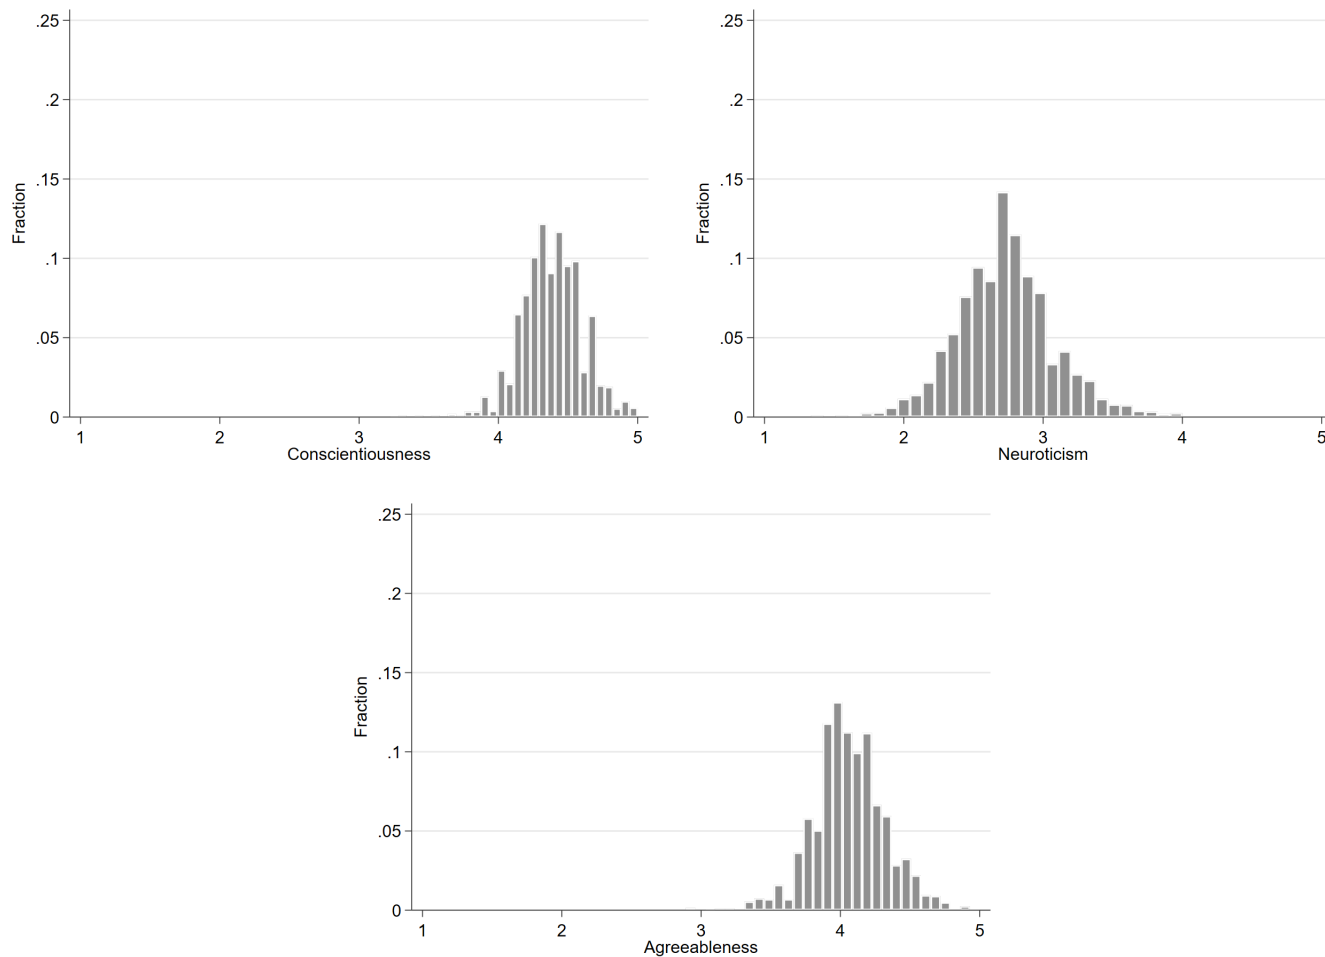 .25
.2
.15
.1
.05
0
Fraction
1 2 3 4 5
Conscientiousness
.25
.2
.15
.1
.05
0
Fraction
1 2 3 4 5
Neuroticism
.25
.2
.15
.1
.05
0
Fraction
1 2 3 4 5
Agreeableness